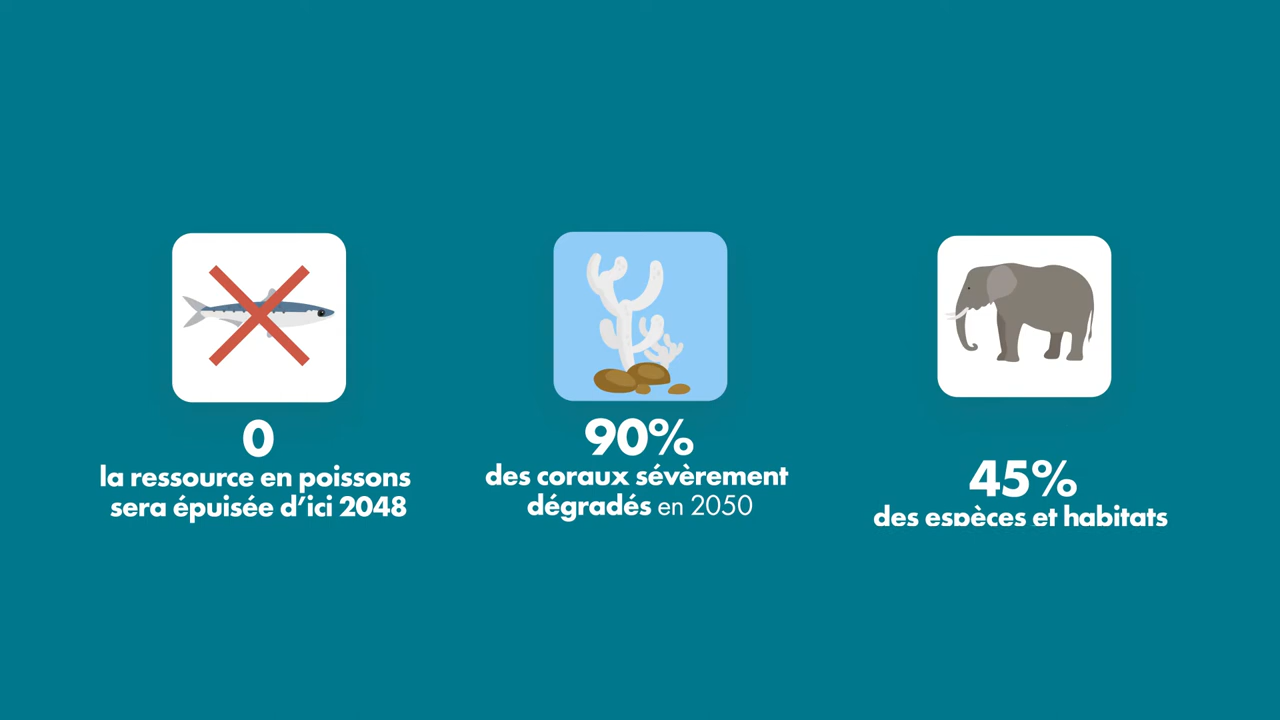 0
la ressource en poissons
sera épuisée d’ici 2048
90%
des coraux sévèrement
dégradés en 2050
45%
des espèces et habitats